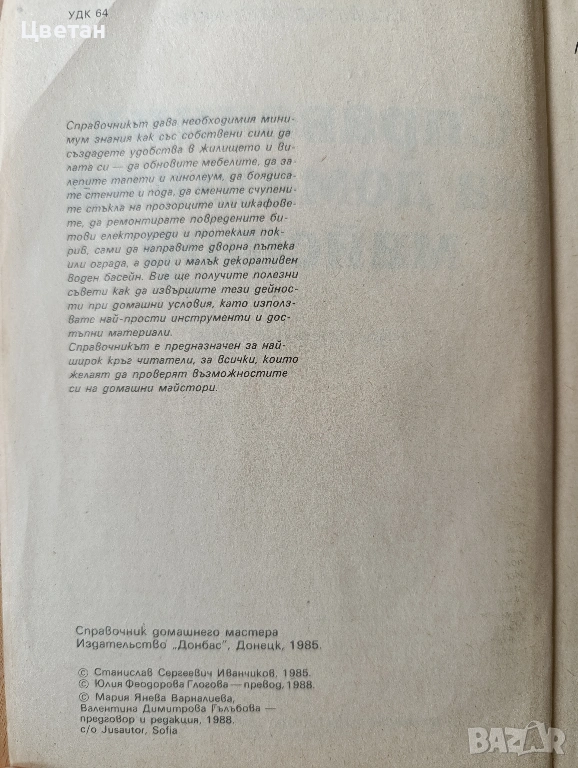 УДК 64
Цветан
Справочникът дава необходимия мини-
мум знания как със собствени сили да
създадете удобства в жилището и ви-
лата си — да обновите мебелите, да за-
лепите тапети и линолеум, да боядиса-
те стените и пода, да смените счупени-
те стъкла на прозорците или шкафове-
те, да ремонтирате повредените би-
тови електроуреди и протеклия пок-
рив, сами да направите дворна пътека
или ограда, а дори и малък декоративен
воден басейн. Вие ще получите полезни
съвети как да извършите тези дейнос-
ти при домашни условия, като използ-
вате най-прости инструменти и дос-
тъпни материали.
Справочникът е предназначен за най-
широк кръг читатели, за всички, които
желаят да проверят възможностите
си на домашни майстори.
Справочник домашнего мастера
Издательство „Донбас", Донецк, 1985.
© Станислав Сергеевич Иванчиков, 1985.
© Юлия Феодорова Глогова — превод, 1988.
© Мария Янева Варналиева,
Валентина Димитрова Гълъбова —
предговор и редакция, 1988.
c/o Jusautor, Sofia
BAZAR